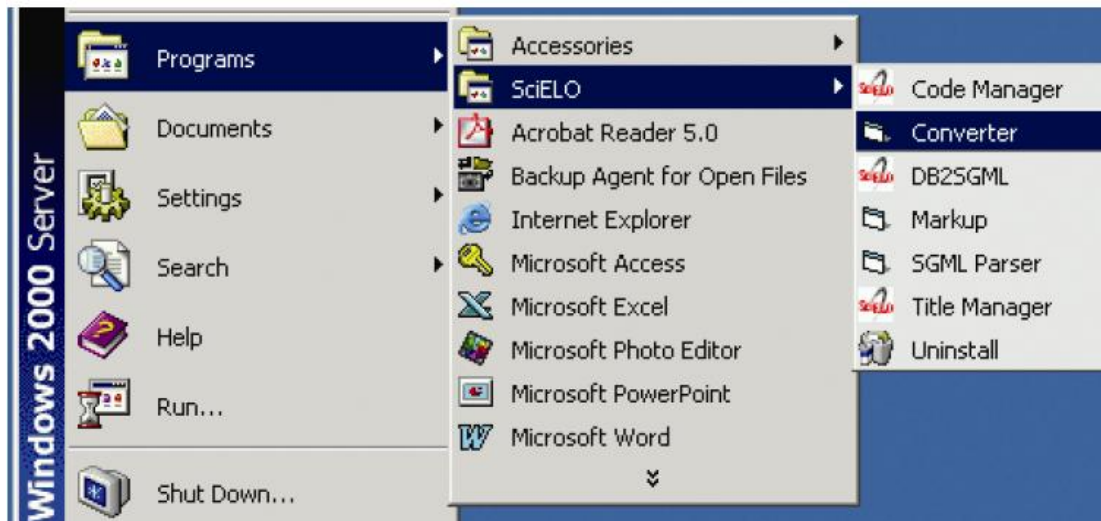 Windows 2000 Server
Programs
Documents
Settings
Search
Help
Run...
Shut Down...
Accessories
SciELO
Acrobat Reader 5.0
Backup Agent for Open Files
Internet Explorer
Microsoft Access
Microsoft Excel
Microsoft Photo Editor
Microsoft PowerPoint
Microsoft Word
Code Manager
Converter
DB2SGML
Markup
SGML Parser
Title Manager
Uninstall